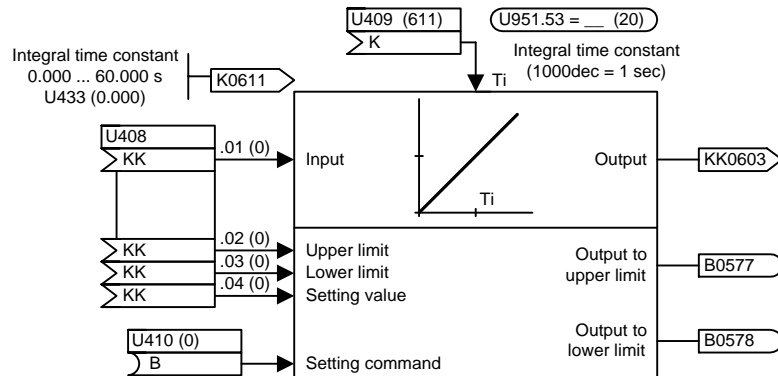 U409 (611)
K
U951.53 = __ (20)
Integral time constant
(1000dec = 1 sec)
Integral time constant
0.000 ... 60.000 s
U433 (0.000)
K0611
Ti
U408
KK
.01 (0)
Input
Ti
Output
KK0603
KK
.02 (0)
Upper limit
KK
.03 (0)
Lower limit
KK
.04 (0)
Setting value
Output to
upper limit
B0577
U410 (0)
B
Setting command
Output to
lower limit
B0578